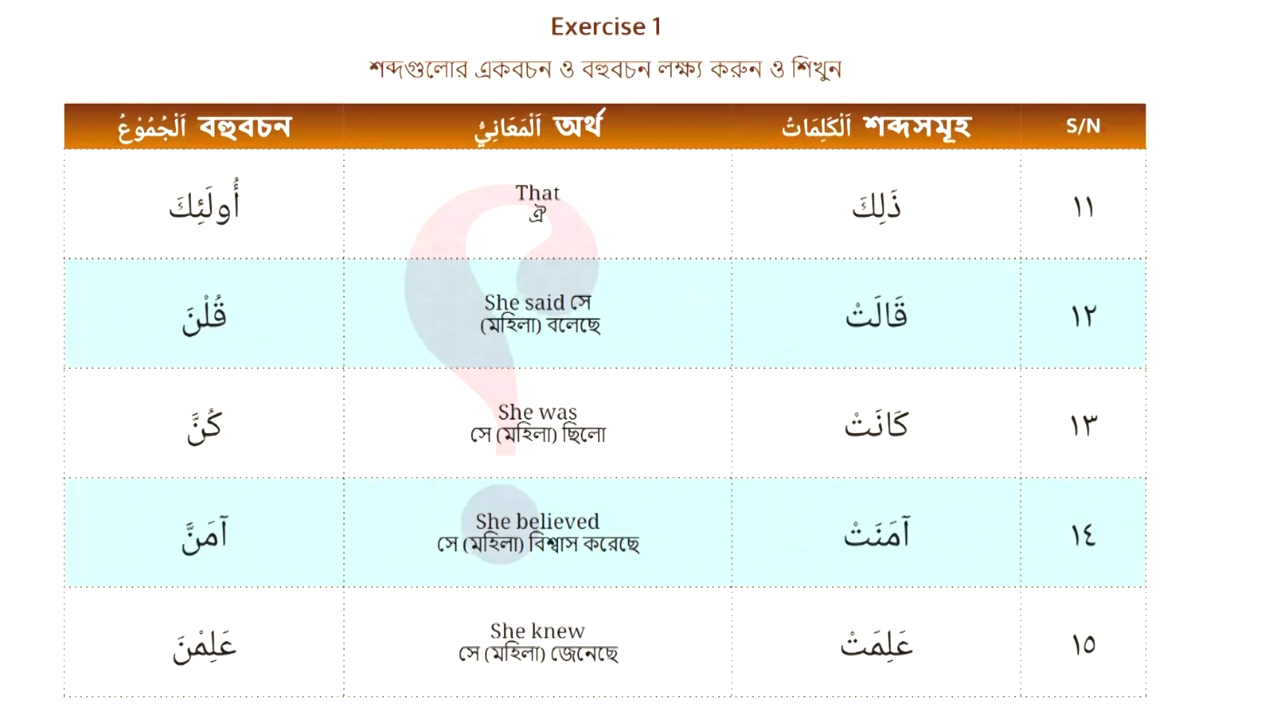 Exercise 1
শব্দগুলোর একবচন ও বহুবচন লক্ষ্য করুন ও শিখুন
S/N
اَلْكَلِمَاتُ শব্দসমূহ
اَلْمَعَانِيُّ অর্থ
اَلْجُمُوْعُ বহুবচন
١١
ذَلِكَ
That
ঐ
أُولَئِكَ
١٢
قَالَتْ
She said সে
(মহিলা) বলেছে
قُلْنَ
١٣
كَانَتْ
She was
সে (মহিলা) ছিলো
كُنَّ
١٤
آمَنَتْ
She believed
সে (মহিলা) বিশ্বাস করেছে
آمَنَّ
١٥
عَلِمَتْ
She knew
সে (মহিলা) জেনেছে
عَلِمْنَ